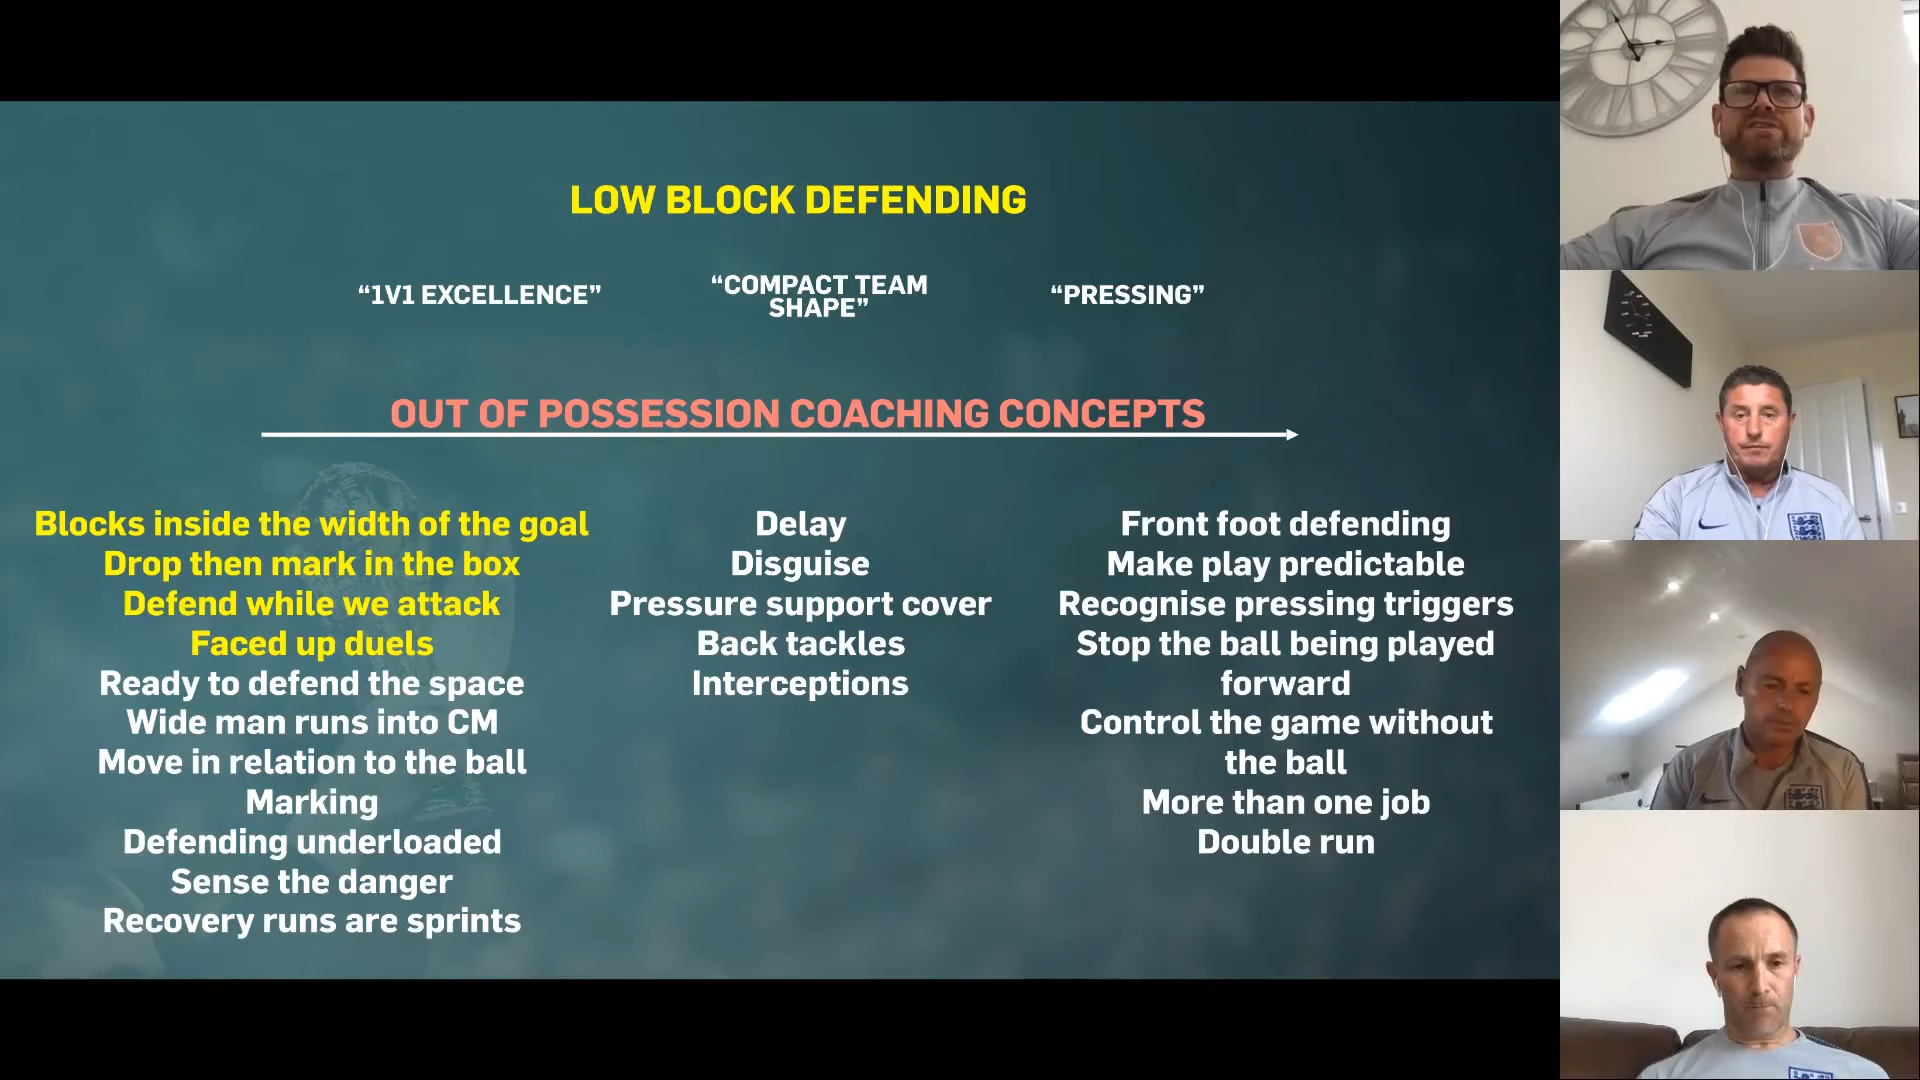 LOW BLOCK DEFENDING
“1V1 EXCELLENCE”
“COMPACT TEAM
SHAPE”
“PRESSING”
OUT OF POSSESSION COACHING CONCEPTS
Blocks inside the width of the goal
Drop then mark in the box
Defend while we attack
Faced up duels
Ready to defend the space
Wide man runs into CM
Move in relation to the ball
Marking
Defending underloaded
Sense the danger
Recovery runs are sprints
Delay
Disguise
Pressure support cover
Back tackles
Interceptions
Front foot defending
Make play predictable
Recognise pressing triggers
Stop the ball being played
forward
Control the game without
the ball
More than one job
Double run